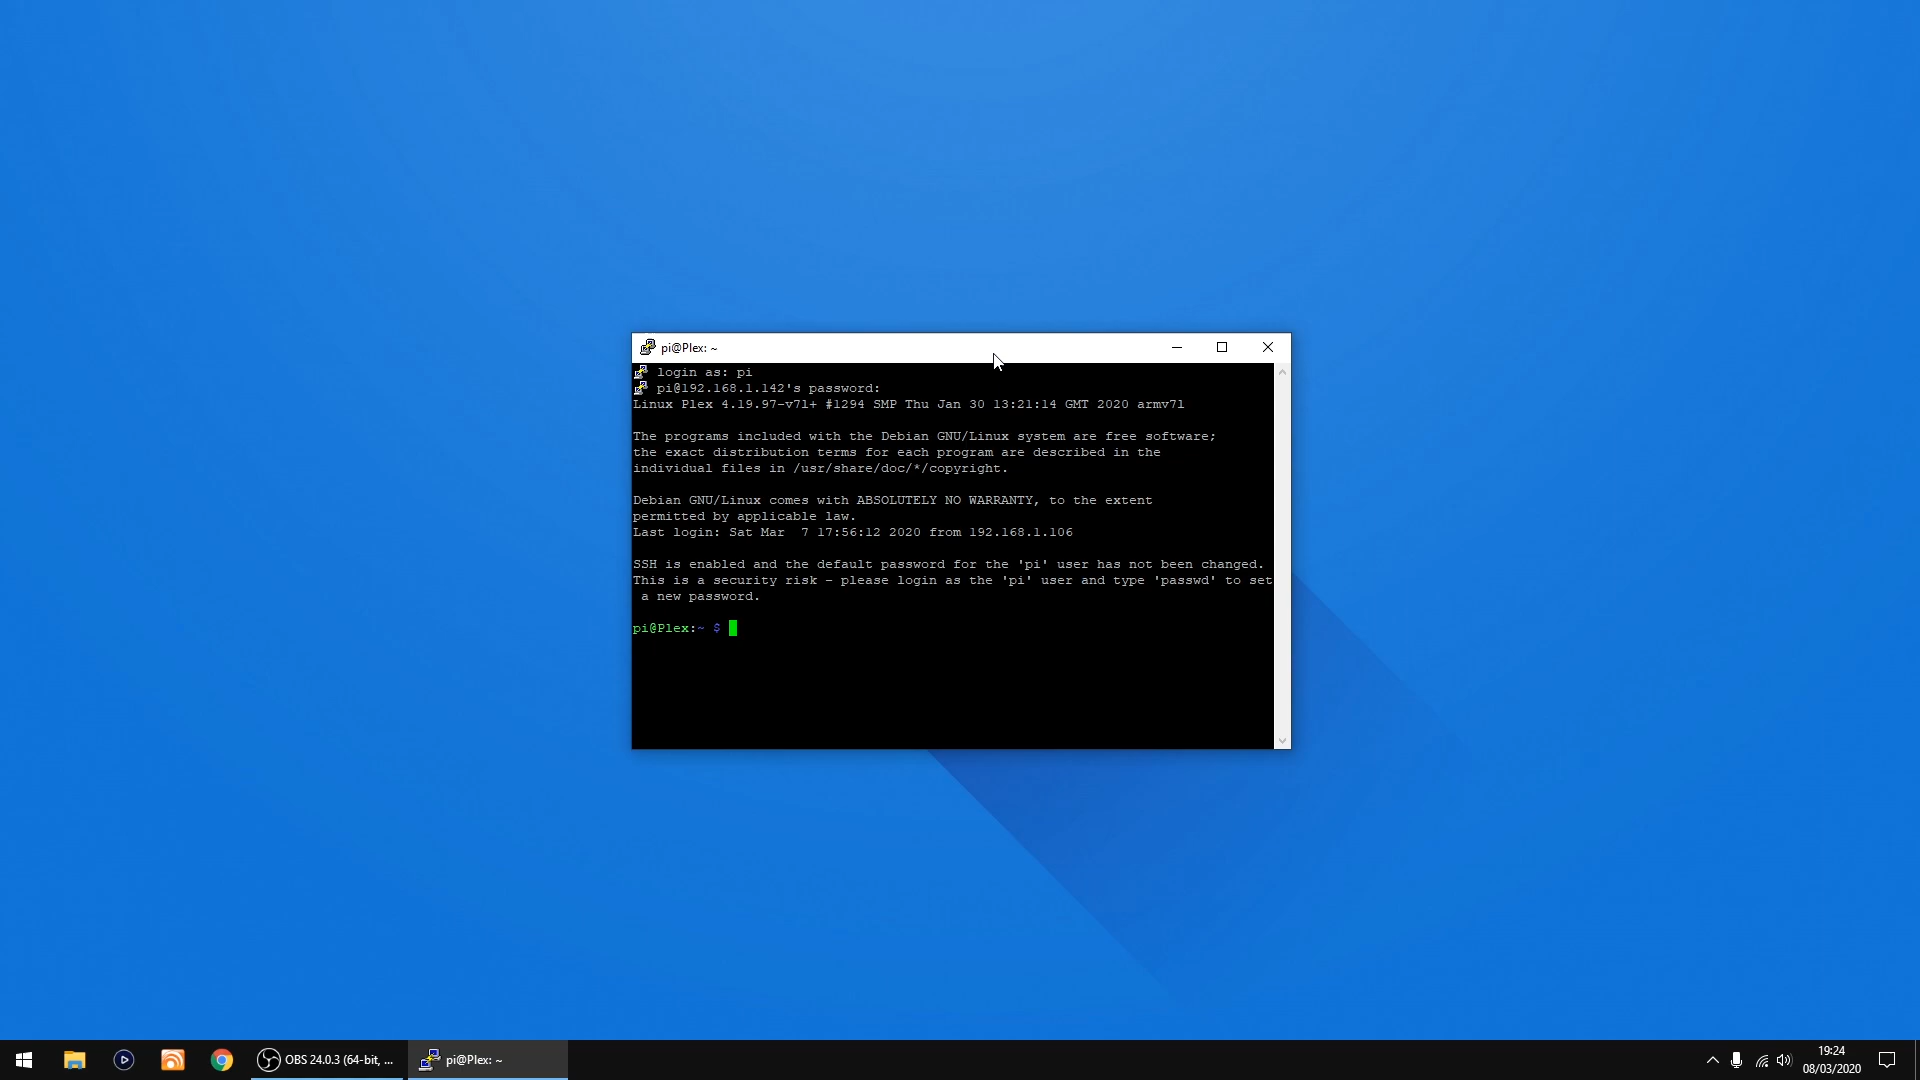 pi@Plex: ~
login as: pi
pi@192.168.1.142's password:
Linux Plex 4.19.97-v7l+ #1294 SMP Thu Jan 30 13:21:14 GMT 2020 armv7l
The programs included with the Debian GNU/Linux system are free software;
the exact distribution terms for each program are described in the
individual files in /usr/share/doc/*/copyright.
Debian GNU/Linux comes with ABSOLUTELY NO WARRANTY, to the extent
permitted by applicable law.
Last login: Sat Mar  7 17:56:12 2020 from 192.168.1.106
SSH is enabled and the default password for the 'pi' user has not been changed.
This is a security risk - please login as the 'pi' user and type 'passwd' to set
 a new password.
pi@Plex:~ $
OBS 24.0.3 (64-bit, ...
pi@Plex: ~
19:24
08/03/2020